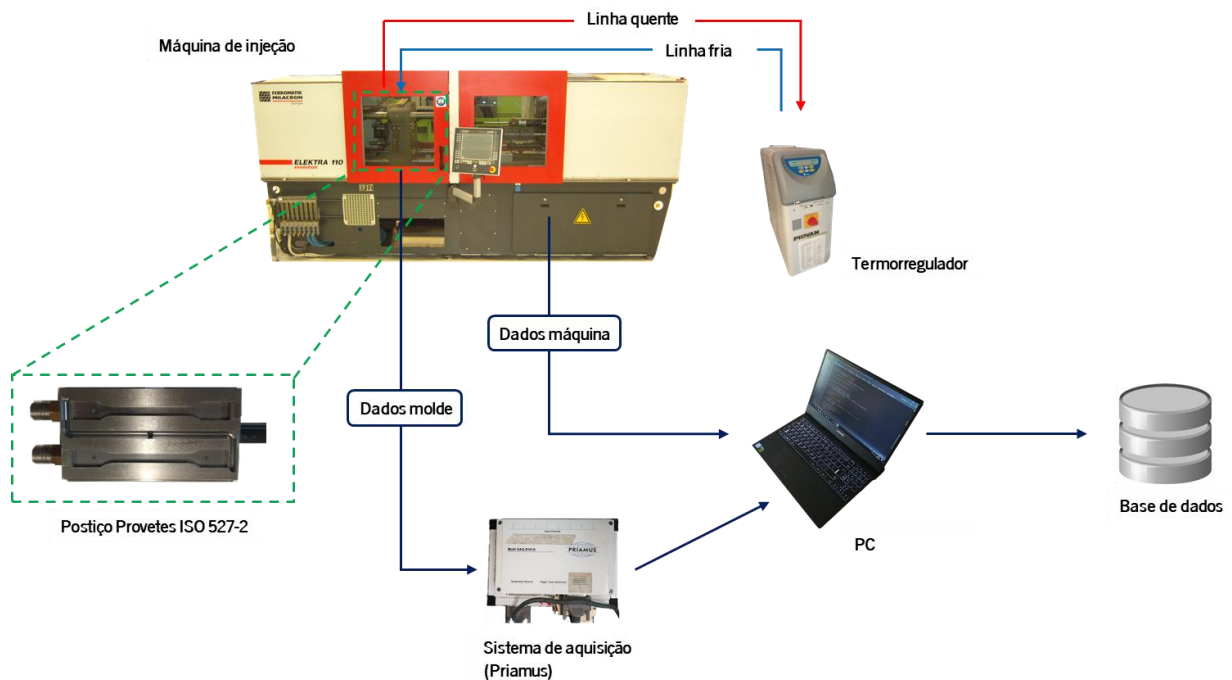 Linha quente
Máquina de injeção
Linha fria
FERROMATIK
MILACRON
ELEKTRA 110
evolution
PIOVAN
Termorregulador
Dados máquina
Dados molde
Postiço Provetes ISO 527-2
PRIAMUS
PC
Base de dados
Sistema de aquisição
(Priamus)